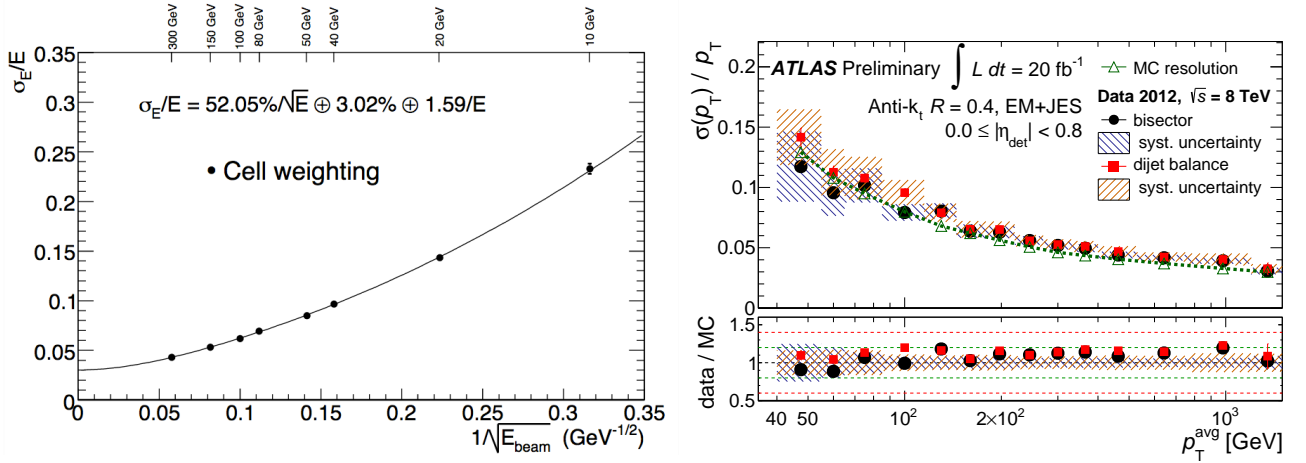 300 GeV
150 GeV
100 GeV
80 GeV
50 GeV
40 GeV
20 GeV
10 GeV
σE/E
0.35
0.3
0.25
0.2
0.15
0.1
0.05
0
σE/E = 52.05%/√E ⊕ 3.02% ⊕ 1.59/E
Cell weighting
0 0.05 0.1 0.15 0.2 0.25 0.3 0.35
1/√Ebeam (GeV-1/2)
σ(pT) / pT
0.2
0.15
0.1
0.05
0
ATLAS Preliminary ∫ L dt = 20 fb-1
Anti-kt R = 0.4, EM+JES
0.0 ≤ |ηdet| < 0.8
MC resolution
Data 2012, √s = 8 TeV
bisector
syst. uncertainty
dijet balance
syst. uncertainty
data / MC
1.5
1
0.5
40 50 10² 2×10² 10³
pTavg [GeV]